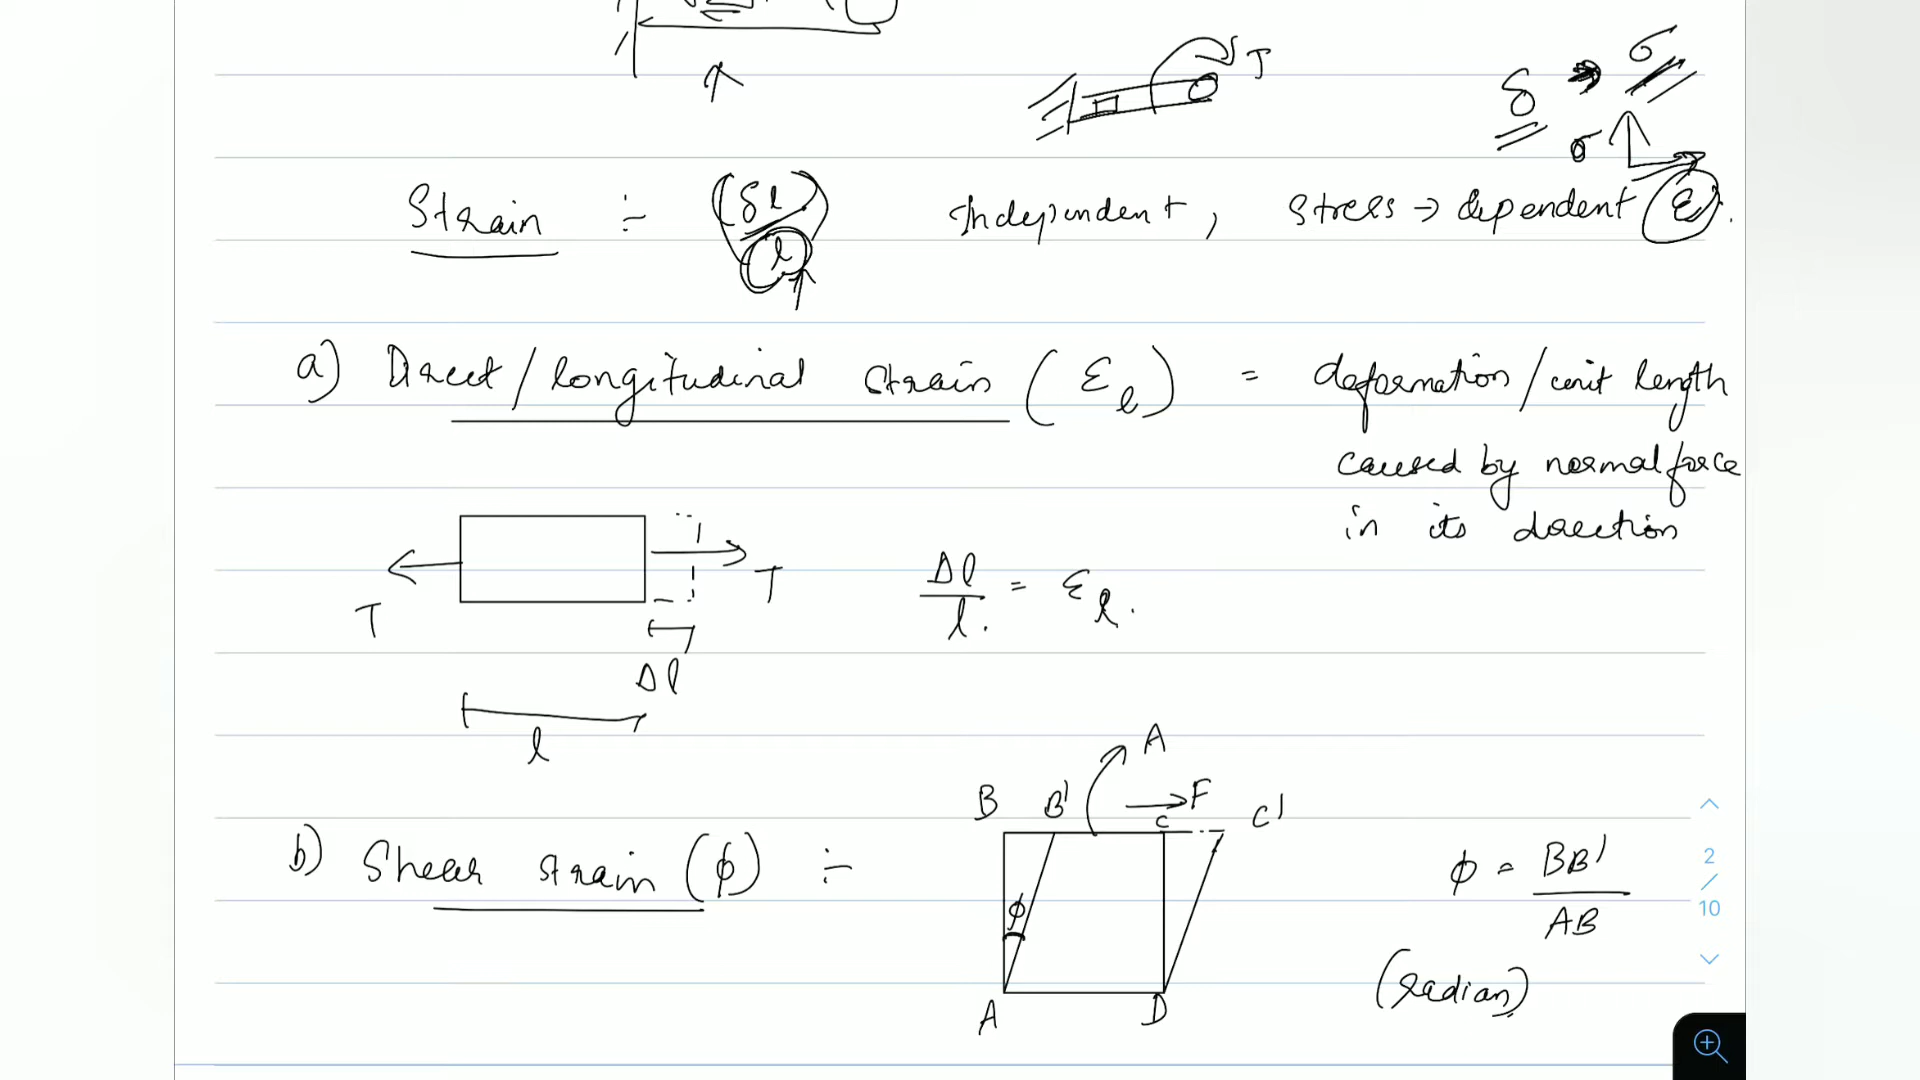 T
δ → σ
σ
Strain ÷ (δl/l) Independent, Stress → dependent (ε).
a) Direct/longitudinal Strain (εl) = deformation/unit length
caused by normal force
in its direction
T T
Δl/l. = εl.
Δl
l
A
B B' F C C'
b) Shear strain (ϕ) ÷ ϕ ϕ = BB'/AB
(radian)
A D
2
/
10